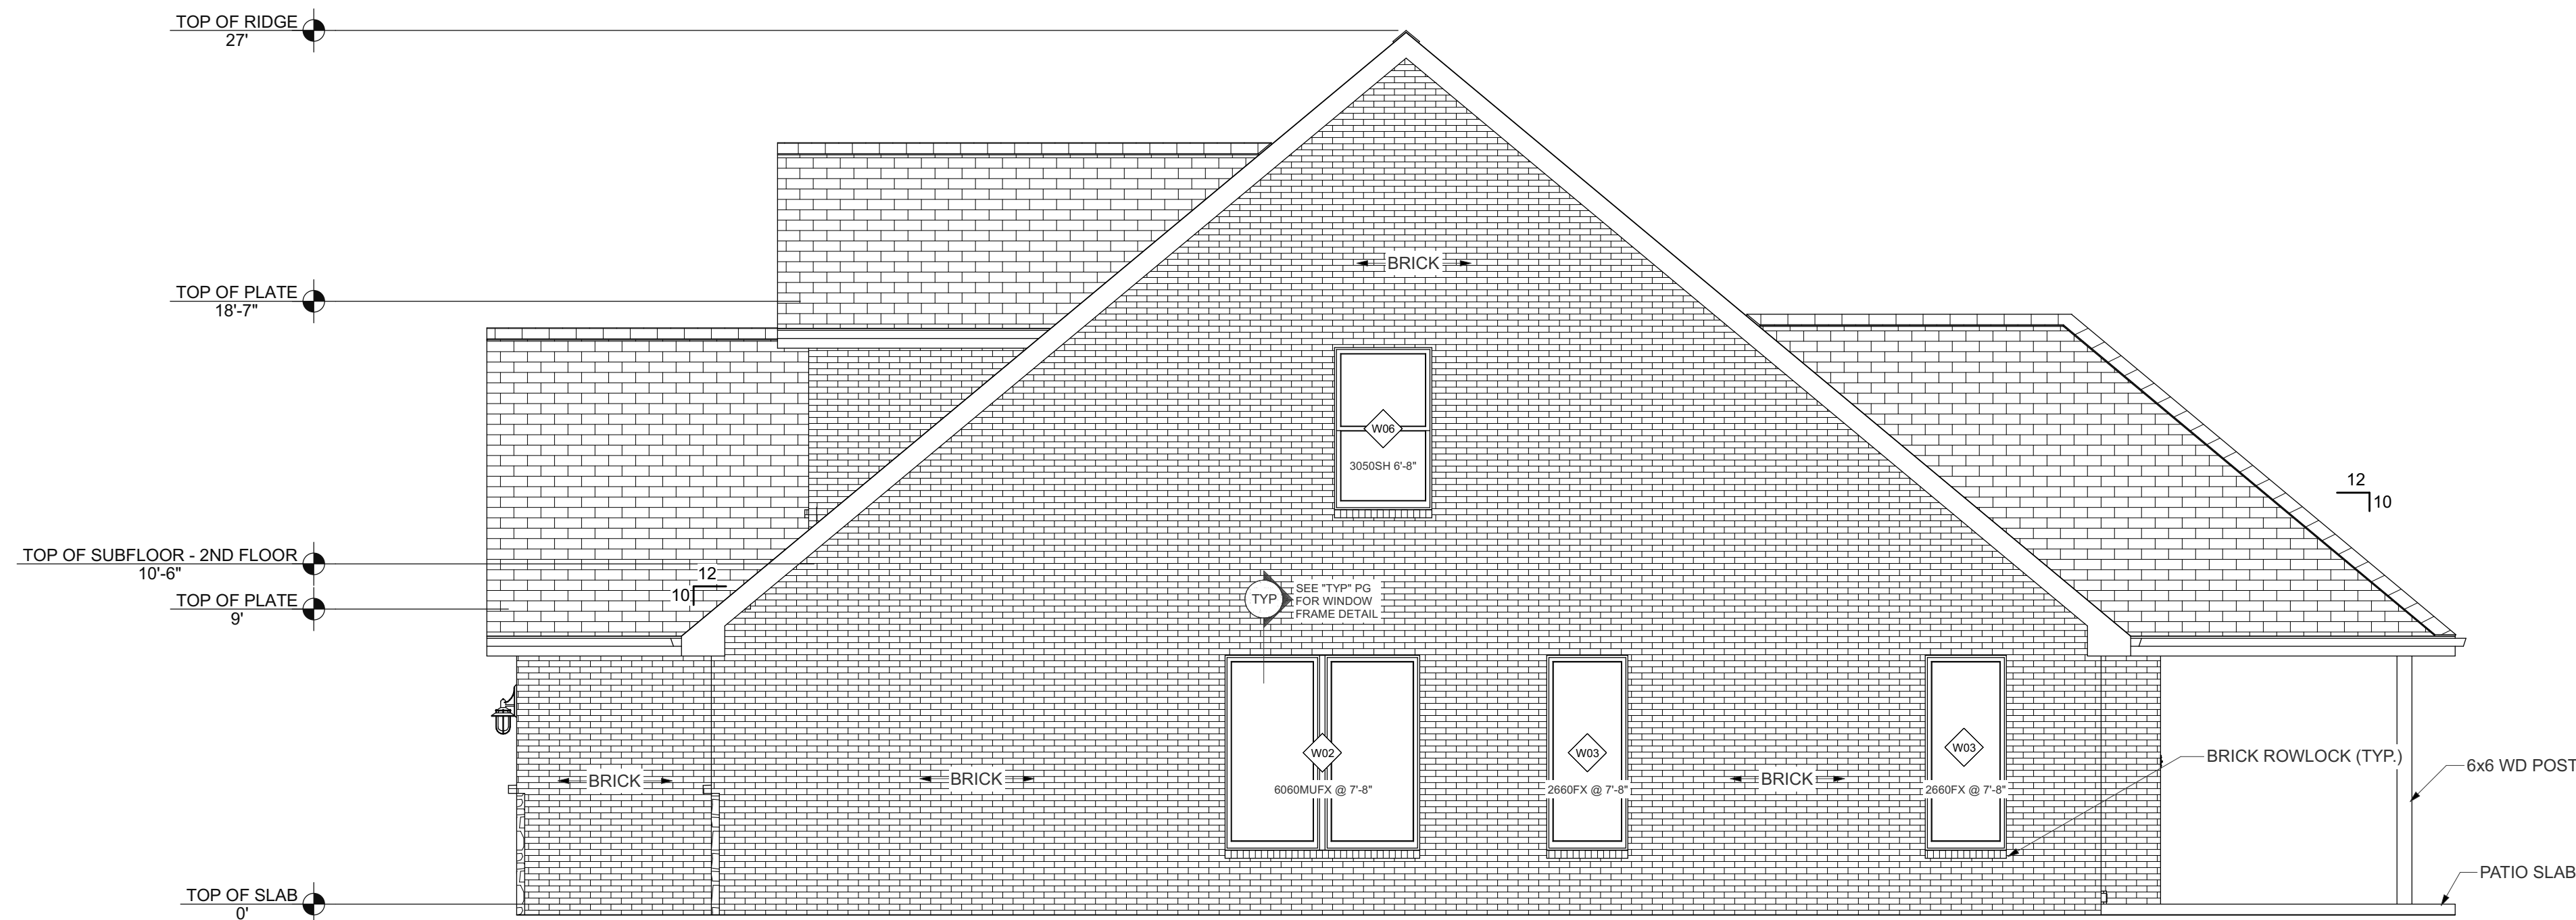 TOP OF RIDGE
27'
BRICK
TOP OF PLATE
18'-7"
W06
3050SH 6'-8"
12
10
TOP OF SUBFLOOR - 2ND FLOOR
10'-6"
12
10
TOP OF PLATE
9'
TYP
SEE "TYP" PG
FOR WINDOW
FRAME DETAIL
W02
6060MUFX @ 7'-8"
W03
2660FX @ 7'-8"
W03
2660FX @ 7'-8"
BRICK
BRICK
BRICK
BRICK ROWLOCK (TYP.)
6x6 WD POST
PATIO SLAB
TOP OF SLAB
0'